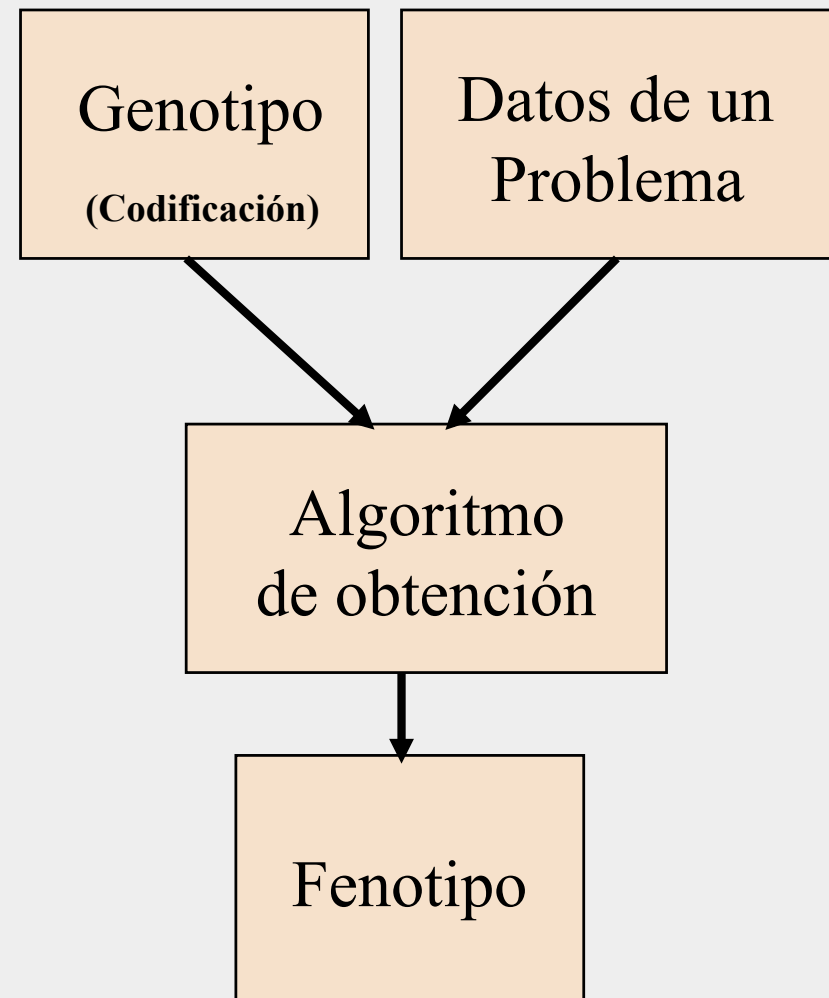 Genotipo
(Codificación)
Datos de un
Problema
Algoritmo
de obtención
Fenotipo